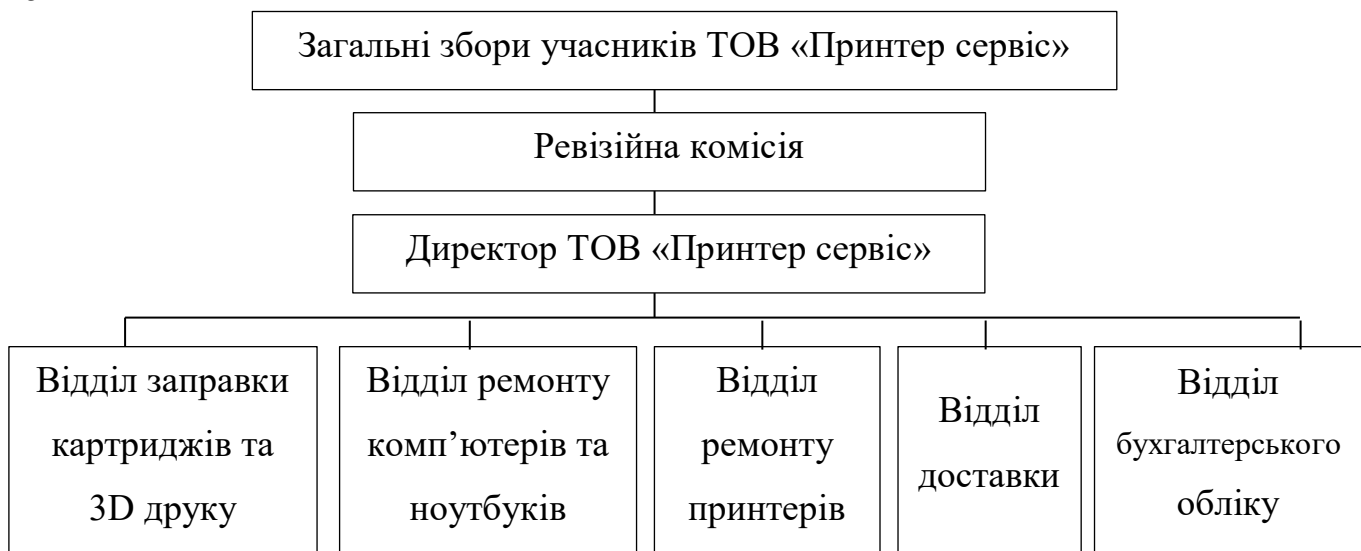 Загальні збори учасників ТОВ «Принтер сервіс»
Ревізійна комісія
Директор ТОВ «Принтер сервіс»
Відділ заправки
картриджів та
3D друку
Відділ ремонту
комп’ютерів та
ноутбуків
Відділ
ремонту
принтерів
Відділ
доставки
Відділ
бухгалтерського
обліку